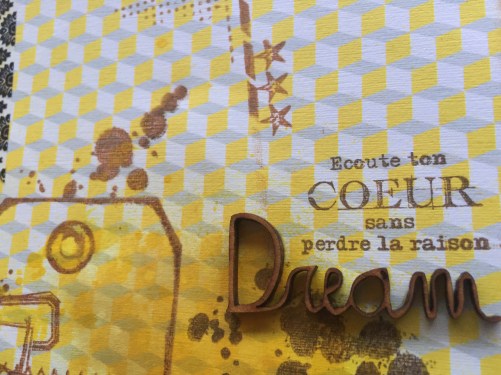 Ecoute ton
COEUR
sans
perdre la raison
Dream